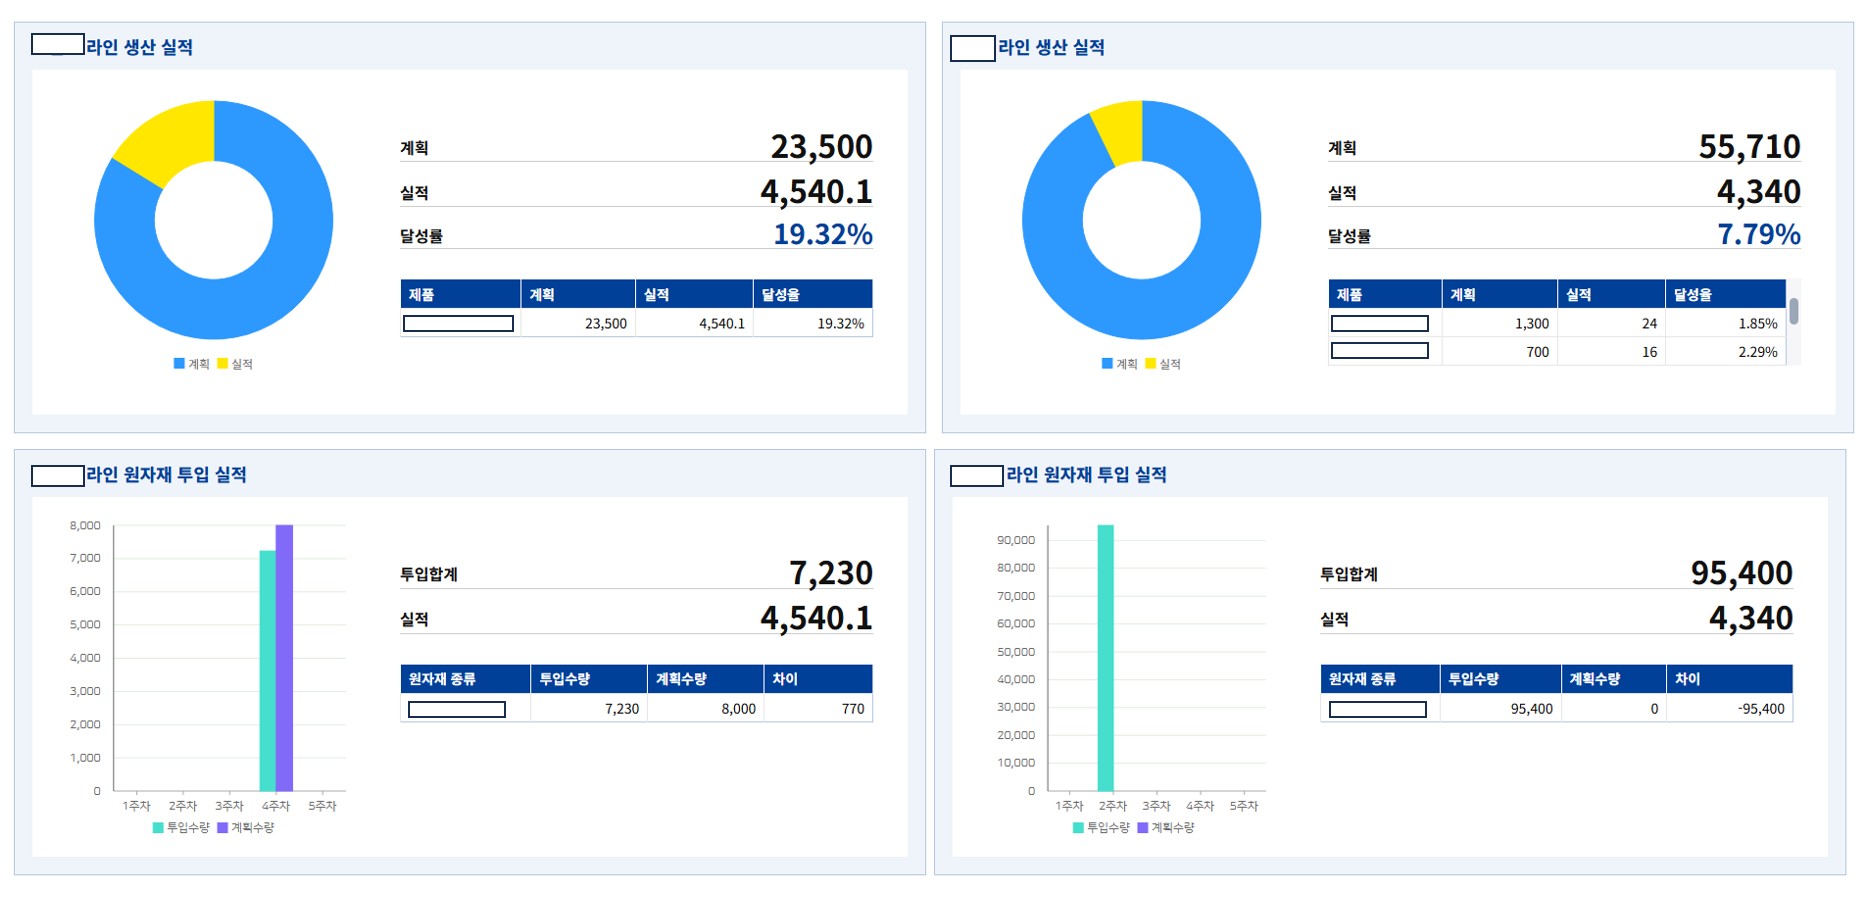 라인 생산 실적
계획 23,500
실적 4,540.1
달성률 19.32%
제품 계획 실적 달성율
23,500 4,540.1 19.32%
계획 실적
라인 생산 실적
계획 55,710
실적 4,340
달성률 7.79%
제품 계획 실적 달성율
1,300 24 1.85%
700 16 2.29%
계획 실적
라인 원자재 투입 실적
8,000
7,000
6,000
5,000
4,000
3,000
2,000
1,000
0
1주차 2주차 3주차 4주차 5주차
투입수량 계획수량
투입합계 7,230
실적 4,540.1
원자재 종류 투입수량 계획수량 차이
7,230 8,000 770
라인 원자재 투입 실적
90,000
80,000
70,000
60,000
50,000
40,000
30,000
20,000
10,000
0
1주차 2주차 3주차 4주차 5주차
투입수량 계획수량
투입합계 95,400
실적 4,340
원자재 종류 투입수량 계획수량 차이
95,400 0 -95,400